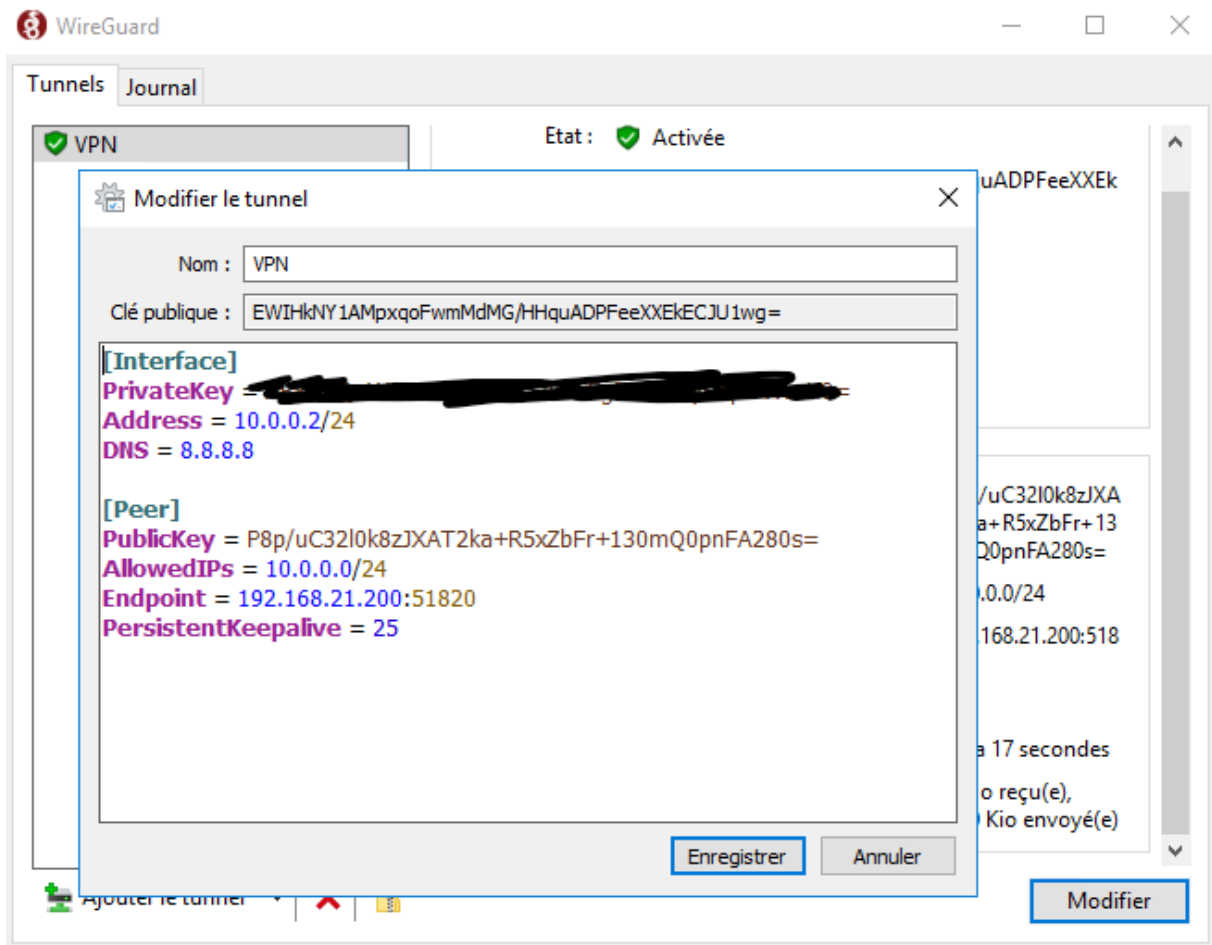 WireGuard
Tunnels
Journal
VPN
Etat : Activée
uADPFeeXXEk
Modifier le tunnel
Nom : VPN
Clé publique : EWIHkNY1AMpxqoFwmMdMG/HHquADPFeeXXEkECJU1wg=
[Interface]
PrivateKey =
Address = 10.0.0.2/24
DNS = 8.8.8.8
[Peer]
PublicKey = P8p/uC32l0k8zJXAT2ka+R5xZbFr+130mQ0pnFA280s=
AllowedIPs = 10.0.0.0/24
Endpoint = 192.168.21.200:51820
PersistentKeepalive = 25
/uC32l0k8zJXA
a+R5xZbFr+13
Q0pnFA280s=
.0.0/24
168.21.200:518
a 17 secondes
o reçu(e),
Kio envoyé(e)
Enregistrer
Annuler
Ajouter le tunnel
Modifier